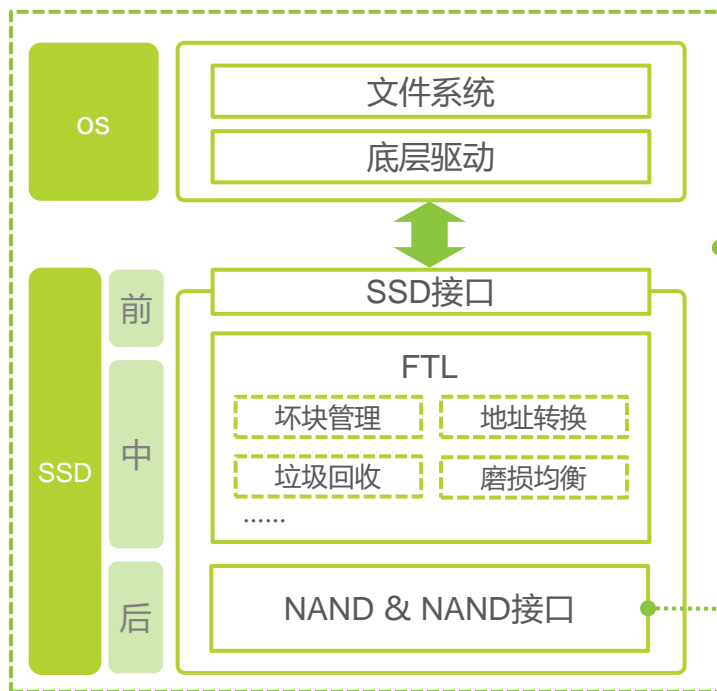 os
文件系统
底层驱动
SSD
前
SSD接口
中
FTL
坏块管理 地址转换
垃圾回收 磨损均衡
......
后
NAND & NAND接口